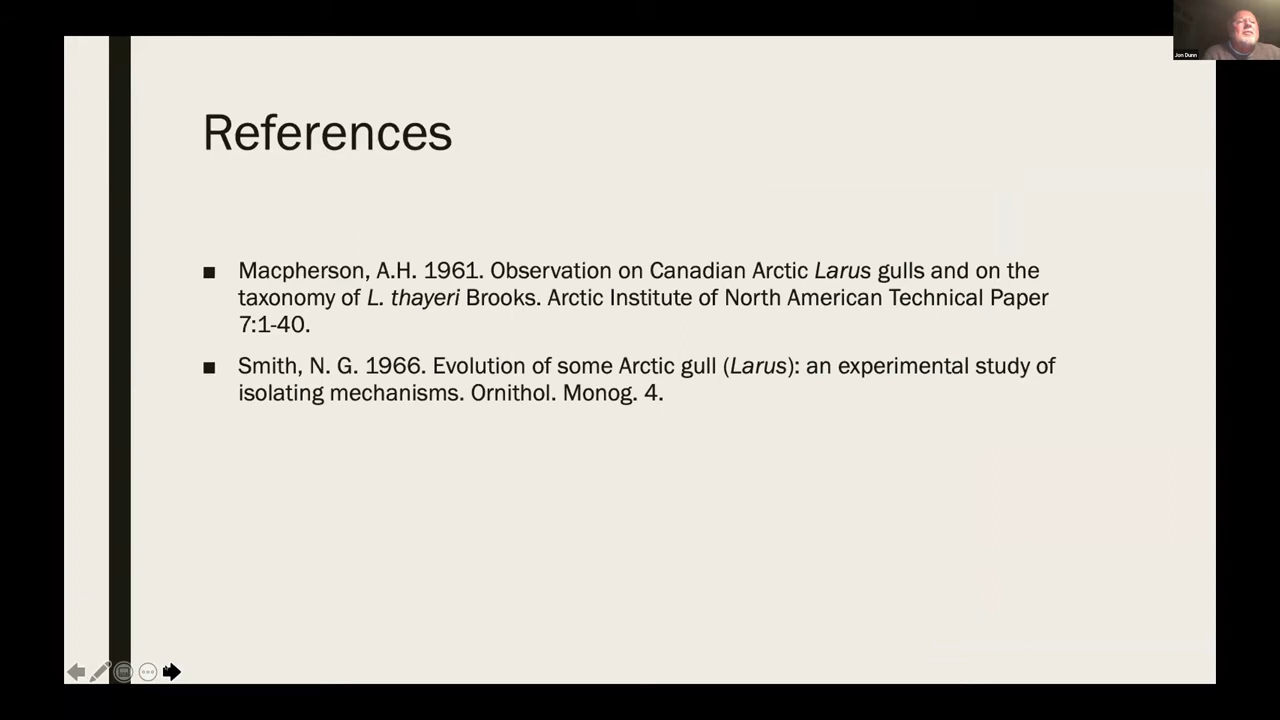 Jon Dunn
References
■ Macpherson, A.H. 1961. Observation on Canadian Arctic Larus gulls and on the
taxonomy of L. thayeri Brooks. Arctic Institute of North American Technical Paper
7:1-40.
■ Smith, N. G. 1966. Evolution of some Arctic gull (Larus): an experimental study of
isolating mechanisms. Ornithol. Monog. 4.